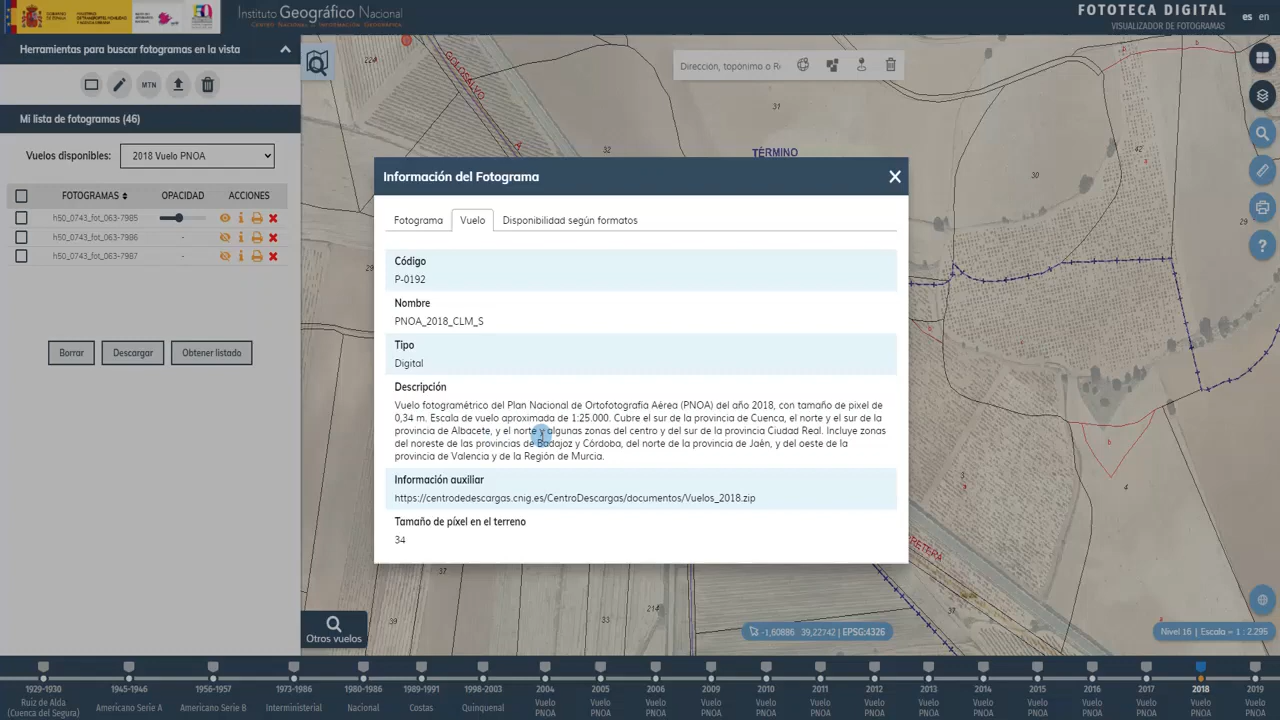 GOBIERNO DE ESPAÑA
Instituto Geográfico Nacional
FOTOTECA DIGITAL
VISUALIZADOR DE FOTOGRAMAS
es en
Herramientas para buscar fotogramas en la vista
MTN
Mi lista de fotogramas (46)
Vuelos disponibles: 2018 Vuelo PNOA
FOTOGRAMAS OPACIDAD ACCIONES
h50_0743_fot_063-7985
h50_0743_fot_063-7986 -
h50_0743_fot_063-7987 -
Borrar Descargar Obtener listado
Otros vuelos
GOLOSALVO
31
32
30
TÉRMINO
Información del Fotograma
Fotograma Vuelo Disponibilidad según formatos
Código
P-0192
Nombre
PNOA_2018_CLM_S
Tipo
Digital
Descripción
Vuelo fotogramétrico del Plan Nacional de Ortofotografía Aérea (PNOA) del año 2018, con tamaño de pixel de
0,34 m. Escala de vuelo aproximada de 1:25.000. Cubre el sur de la provincia de Cuenca, el norte y el sur de la
provincia de Albacete, y el norte y algunas zonas del centro y del sur de la provincia Ciudad Real. Incluye zonas
del noreste de las provincias de Badajoz y Córdoba, del norte de la provincia de Jaén, y del oeste de la
provincia de Valencia y de la Región de Murcia.
Información auxiliar
https://centrodedescargas.cnig.es/CentroDescargas/documentos/Vuelos_2018.zip
Tamaño de píxel en el terreno
34
b
a
4
37
39
33
214
-1,60886 39,22742 | EPSG:4326
Nivel 16 | Escala = 1 : 2.295
1929-1930 1945-1946 1956-1957 1973-1986 1980-1986 1989-1991 1998-2003 2004 2005 2006 2009 2010 2011 2012 2013 2014 2015 2016 2017 2018 2019
Ruiz de Alda Americano Serie A Americano Serie B Interministerial Nacional Costas Quinquenal Vuelo Vuelo Vuelo Vuelo Vuelo Vuelo Vuelo Vuelo Vuelo Vuelo Vuelo Vuelo Vuelo Vuelo
(Cuenca del Segura) PNOA PNOA PNOA PNOA PNOA PNOA PNOA PNOA PNOA PNOA PNOA PNOA PNOA PNOA